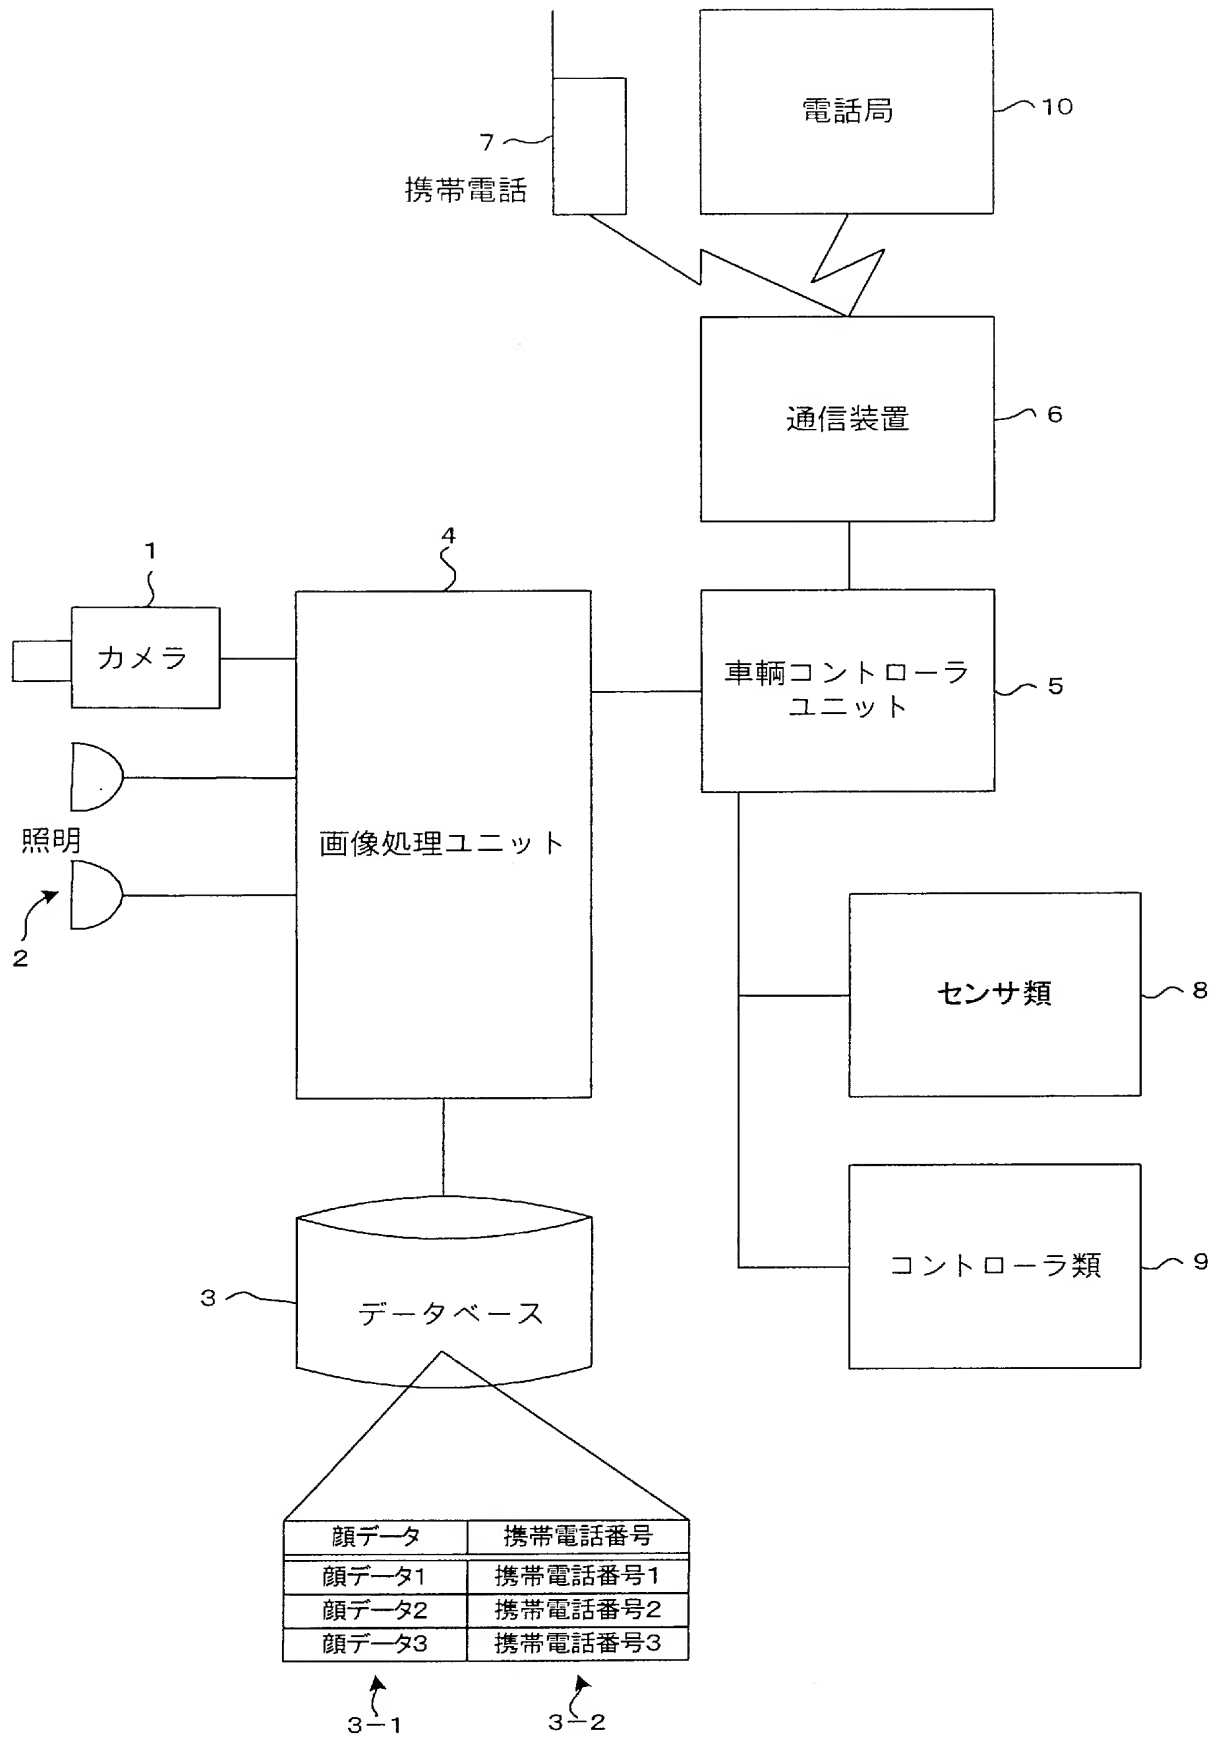 電話局
10
7
携帯電話
通信装置
6
1
4
カメラ
車輌コントローラ
ユニット
5
照明
2
画像処理ユニット
センサ類
8
コントローラ類
9
3
データベース
顔データ 携帯電話番号
顔データ1 携帯電話番号1
顔データ2 携帯電話番号2
顔データ3 携帯電話番号3
3-1 3-2